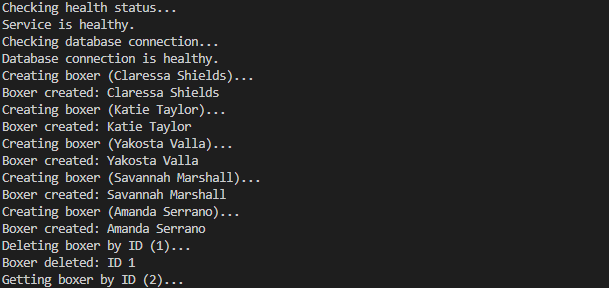 Checking health status...
Service is healthy.
Checking database connection...
Database connection is healthy.
Creating boxer (Claressa Shields)...
Boxer created: Claressa Shields
Creating boxer (Katie Taylor)...
Boxer created: Katie Taylor
Creating boxer (Yakosta Valla)...
Boxer created: Yakosta Valla
Creating boxer (Savannah Marshall)...
Boxer created: Savannah Marshall
Creating boxer (Amanda Serrano)...
Boxer created: Amanda Serrano
Deleting boxer by ID (1)...
Boxer deleted: ID 1
Getting boxer by ID (2)...